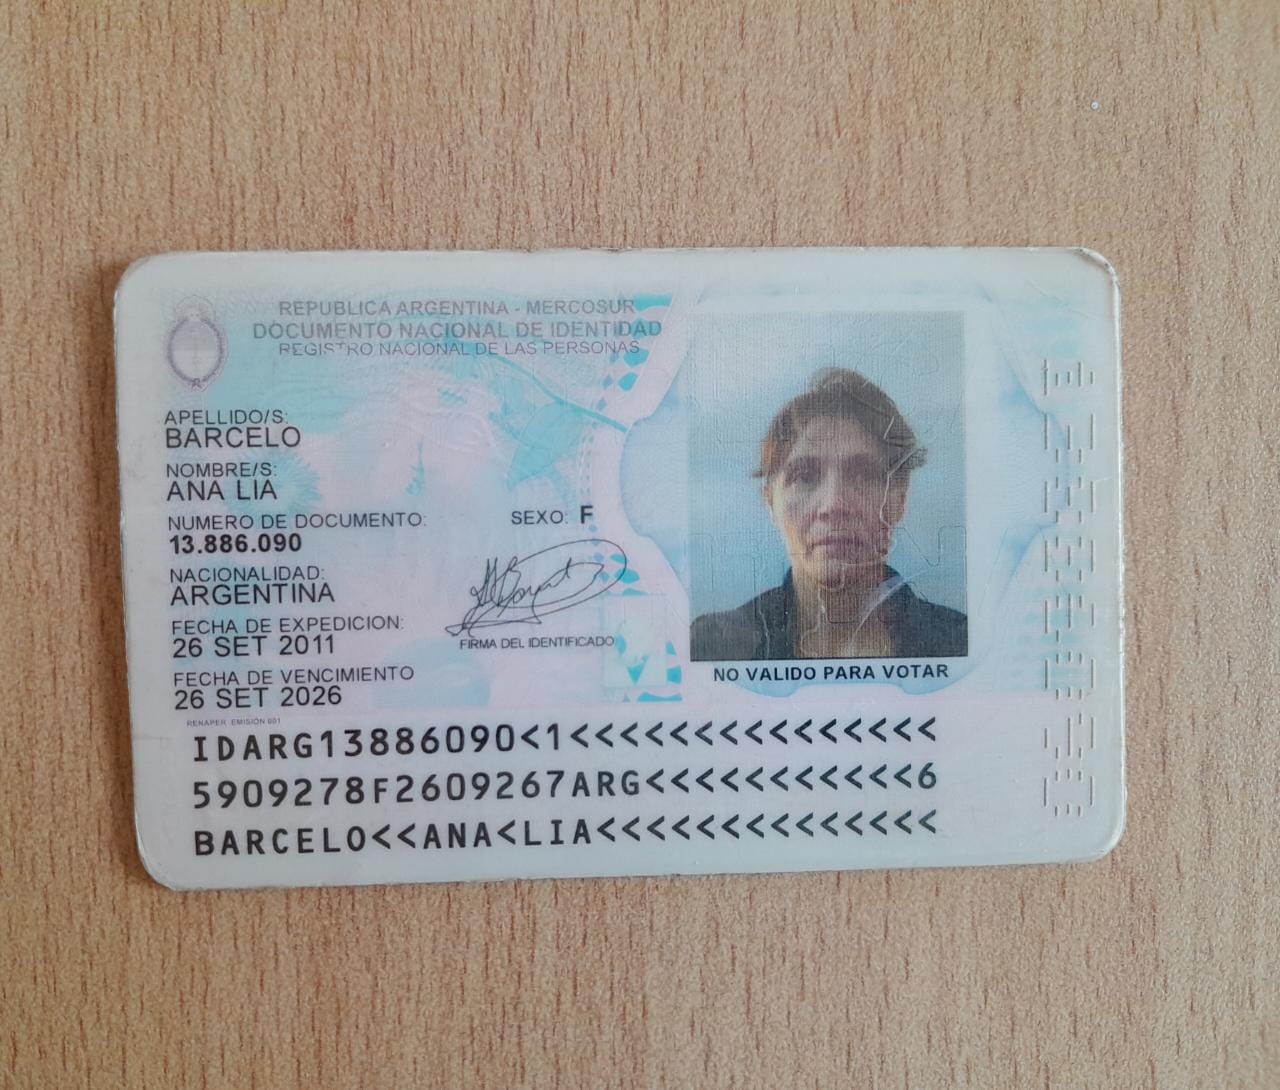 REPUBLICA ARGENTINA - MERCOSUR
DOCUMENTO NACIONAL DE IDENTIDAD
REGISTRO NACIONAL DE LAS PERSONAS
APELLIDO/S:
BARCELO
NOMBRE/S:
ANA LIA
NUMERO DE DOCUMENTO:
13.886.090
SEXO: F
NACIONALIDAD:
ARGENTINA
FECHA DE EXPEDICION:
26 SET 2011
FIRMA DEL IDENTIFICADO
FECHA DE VENCIMIENTO
26 SET 2026
NO VALIDO PARA VOTAR
RENAPER EMISIÓN 001
IDARG13886090<1<<<<<<<<<<<<<<<
5909278F2609267ARG<<<<<<<<<<<6
BARCELO<<ANA<LIA<<<<<<<<<<<<<<